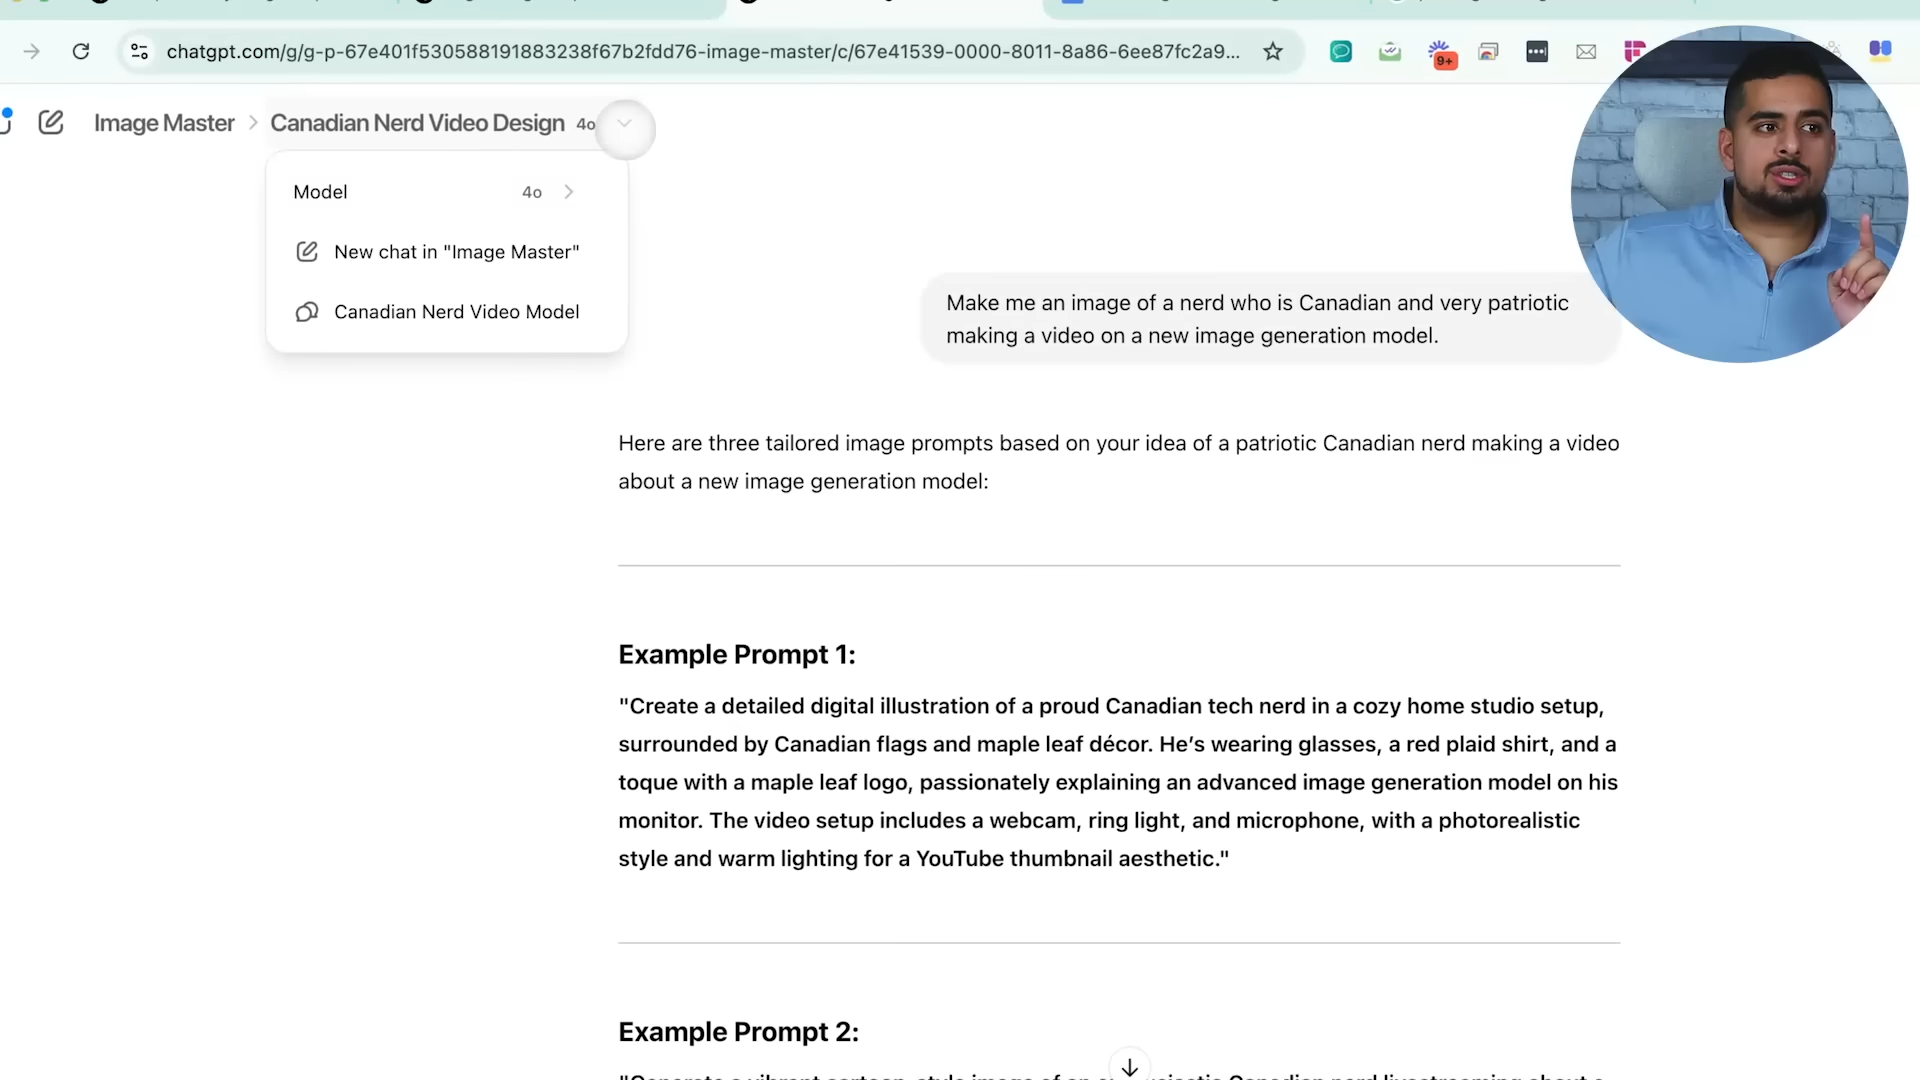 chatgpt.com/g/g-p-67e401f530588191883238f67b2fdd76-image-master/c/67e41539-0000-8011-8a86-6ee87fc2a9...
9+
Image Master > Canadian Nerd Video Design 4o
Model 4o
New chat in "Image Master"
Canadian Nerd Video Model
Make me an image of a nerd who is Canadian and very patriotic
making a video on a new image generation model.
Here are three tailored image prompts based on your idea of a patriotic Canadian nerd making a video
about a new image generation model:
Example Prompt 1:
"Create a detailed digital illustration of a proud Canadian tech nerd in a cozy home studio setup,
surrounded by Canadian flags and maple leaf décor. He’s wearing glasses, a red plaid shirt, and a
toque with a maple leaf logo, passionately explaining an advanced image generation model on his
monitor. The video setup includes a webcam, ring light, and microphone, with a photorealistic
style and warm lighting for a YouTube thumbnail aesthetic."
Example Prompt 2: